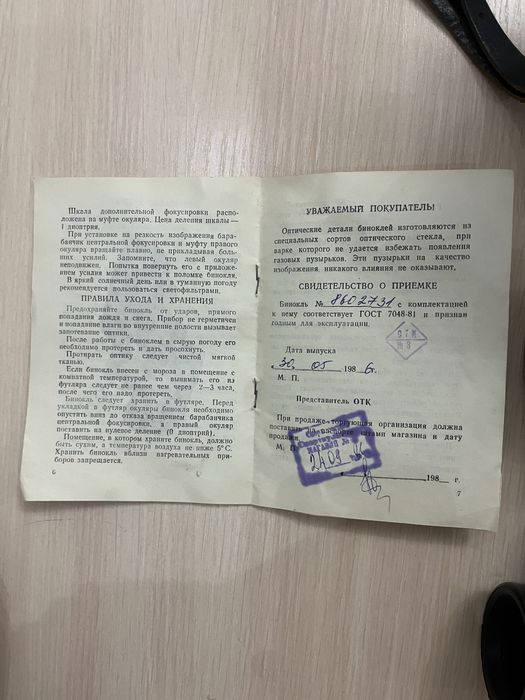 Шкала дополнительной фокусировки распо-
ложена на муфте окуляра. Цена деления шкалы—
1 диоптрия.
При установке на резкость изображения бара-
банчик центральной фокусировки и муфту правого
окуляра вращайте плавно, не прикладывая боль-
ших усилий. Запомните, что левый окуляр
неподвижен. Попытка повернуть его с приложе-
нием усилия может привести к поломке бинокля.
В яркий солнечный день или в туманную погоду
рекомендуется пользоваться светофильтрами.
ПРАВИЛА УХОДА И ХРАНЕНИЯ
Предохраняйте бинокль от ударов, прямого
попадания дождя и снега. Прибор не герметичен
и попадание влаги во внутренние полости вызывает
запотевание оптики.
После работы с биноклем в сырую погоду его
необходимо протереть и дать просохнуть.
Протирать оптику следует чистой мягкой
тканью.
Если бинокль внесен с мороза в помещение с
комнатной температурой, то вынимать его из
футляра следует не ранее чем через 2—3 часа,
после чего его надо протереть.
Бинокль следует хранить в футляре. Перед
укладкой в футляр окуляры бинокля необходимо
опустить вниз до отказа вращением барабанчика
центральной фокусировки, а правый окуляр
поставить на нулевое деление (0 диоптрий).
Помещение, в котором храните бинокль, должно
быть сухим, а температура воздуха не ниже 5°С.
Хранить бинокль вблизи нагревательных при-
боров запрещается.
6
УВАЖАЕМЫЙ ПОКУПАТЕЛЬ!
Оптические детали биноклей изготовляются из
специальных сортов оптического стекла, при
варке которого не удается избежать появления
газовых пузырьков. Эти пузырьки на качество
изображения никакого влияния не оказывают.
СВИДЕТЕЛЬСТВО О ПРИЕМКЕ
Бинокль № 8602731 с комплектацией
к нему соответствует ГОСТ 7048-81 и признан
годным для эксплуатации.
ОТК
№ 3
Дата выпуска
30. 05 1986 г.
М. П.
Представитель ОТК
При продаже торгующая организация должна
поставить штамп магазина и дату
продажи.
М. П.
МАГАЗИН №
24 09
198 г.
7